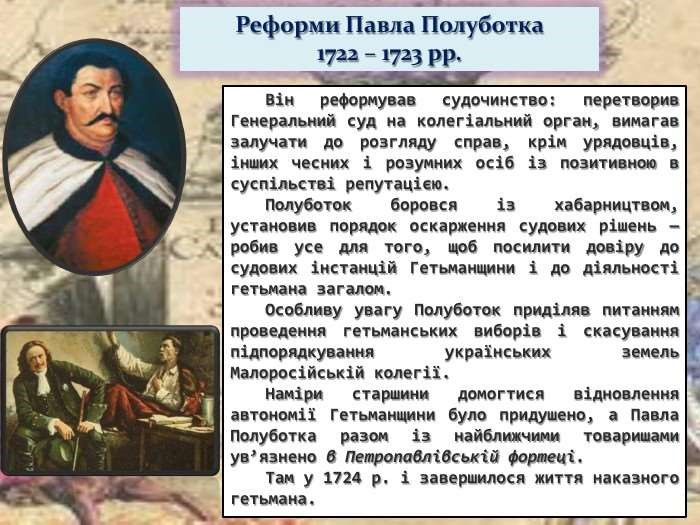 Реформи Павла Полуботка
1722 – 1723 рр.
Він реформував судочинство: перетворив
Генеральний суд на колегіальний орган, вимагав
залучати до розгляду справ, крім урядовців,
інших чесних і розумних осіб із позитивною в
суспільстві репутацією.
Полуботок боровся із хабарництвом,
установив порядок оскарження судових рішень —
робив усе для того, щоб посилити довіру до
судових інстанцій Гетьманщини і до діяльності
гетьмана загалом.
Особливу увагу Полуботок приділяв питанням
проведення гетьманських виборів і скасування
підпорядкування українських земель
Малоросійській колегії.
Наміри старшини домогтися відновлення
автономії Гетьманщини було придушено, а Павла
Полуботка разом із найближчими товаришами
ув’язнено в Петропавлівській фортеці.
Там у 1724 р. і завершилося життя наказного
гетьмана.